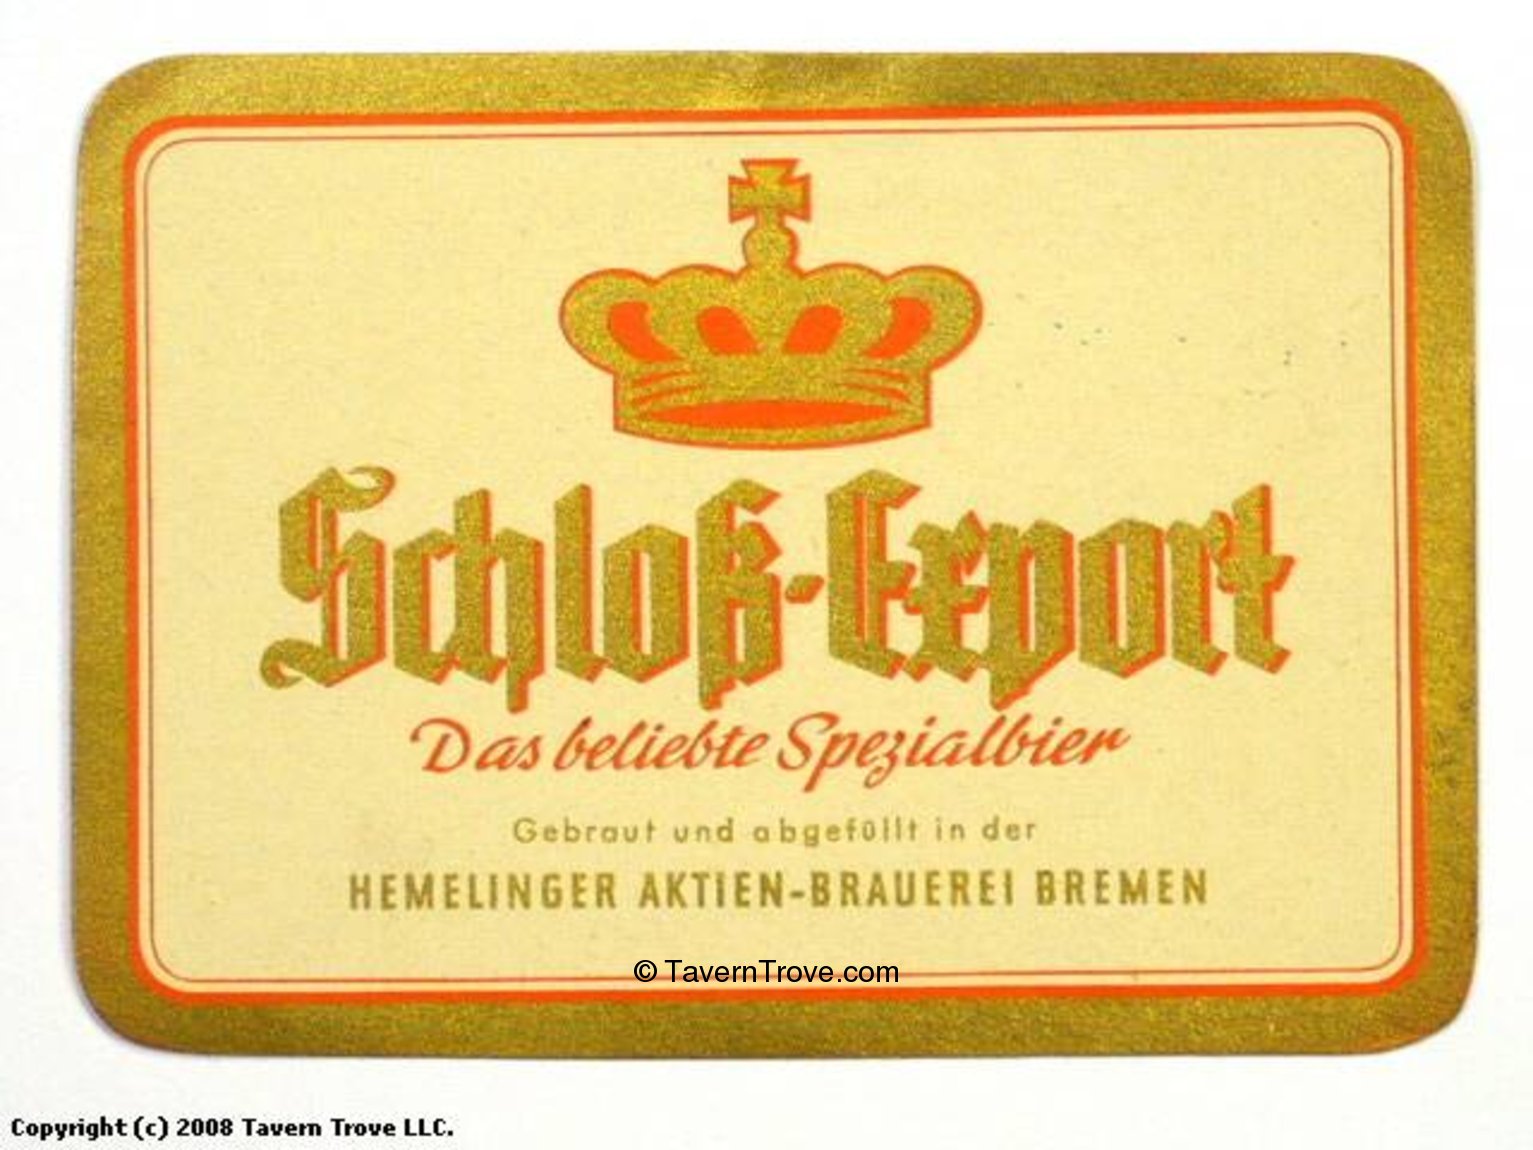 Schloß-Export
Das beliebte Spezialbier
Gebraut und abgefüllt in der
HEMELINGER AKTIEN-BRAUEREI BREMEN
© TavernTrove.com
Copyright (c) 2008 Tavern Trove LLC.